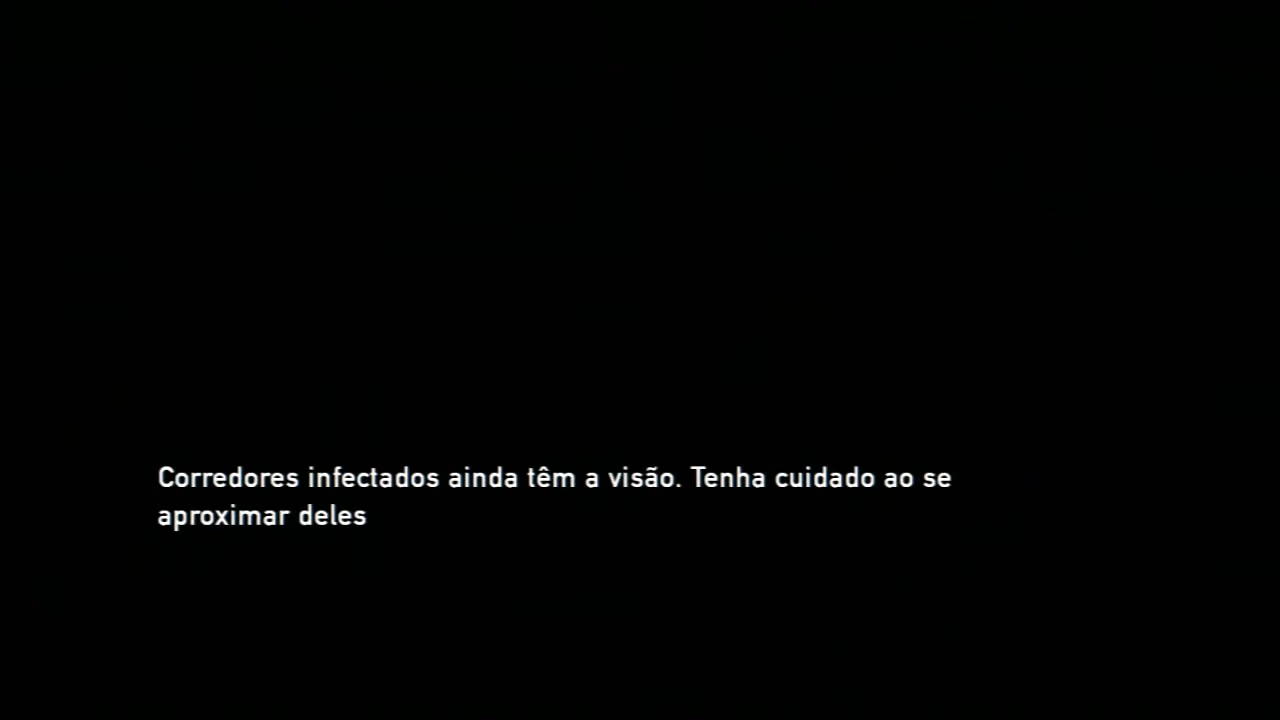 Corredores infectados ainda têm a visão. Tenha cuidado ao se
aproximar deles